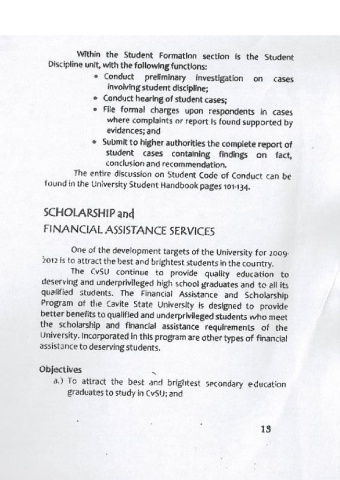 Within the Student Formation section is the Student
Discipline unit, with the following functions:
• Conduct preliminary investigation on cases
involving student discipline;
• Conduct hearing of student cases;
• File formal charges upon respondents in cases
where complaints or report is found supported by
evidences; and
• Submit to higher authorities the complete report of
student cases containing findings on fact,
conclusion and recommendation.
The entire discussion on Student Code of Conduct can be
found in the University Student Handbook pages 101-134.
SCHOLARSHIP and
FINANCIAL ASSISTANCE SERVICES
One of the development targets of the University for 2009-
2012 is to attract the best and brightest students in the country.
The CvSU continue to provide quality education to
deserving and underprivileged high school graduates and to all its
qualified students. The Financial Assistance and Scholarship
Program of the Cavite State University is designed to provide
better benefits to qualified and underprivileged students who meet
the scholarship and financial assistance requirements of the
University. Incorporated in this program are other types of financial
assistance to deserving students.
Objectives
a.) To attract the best and brightest secondary education
graduates to study in CvSU; and
13